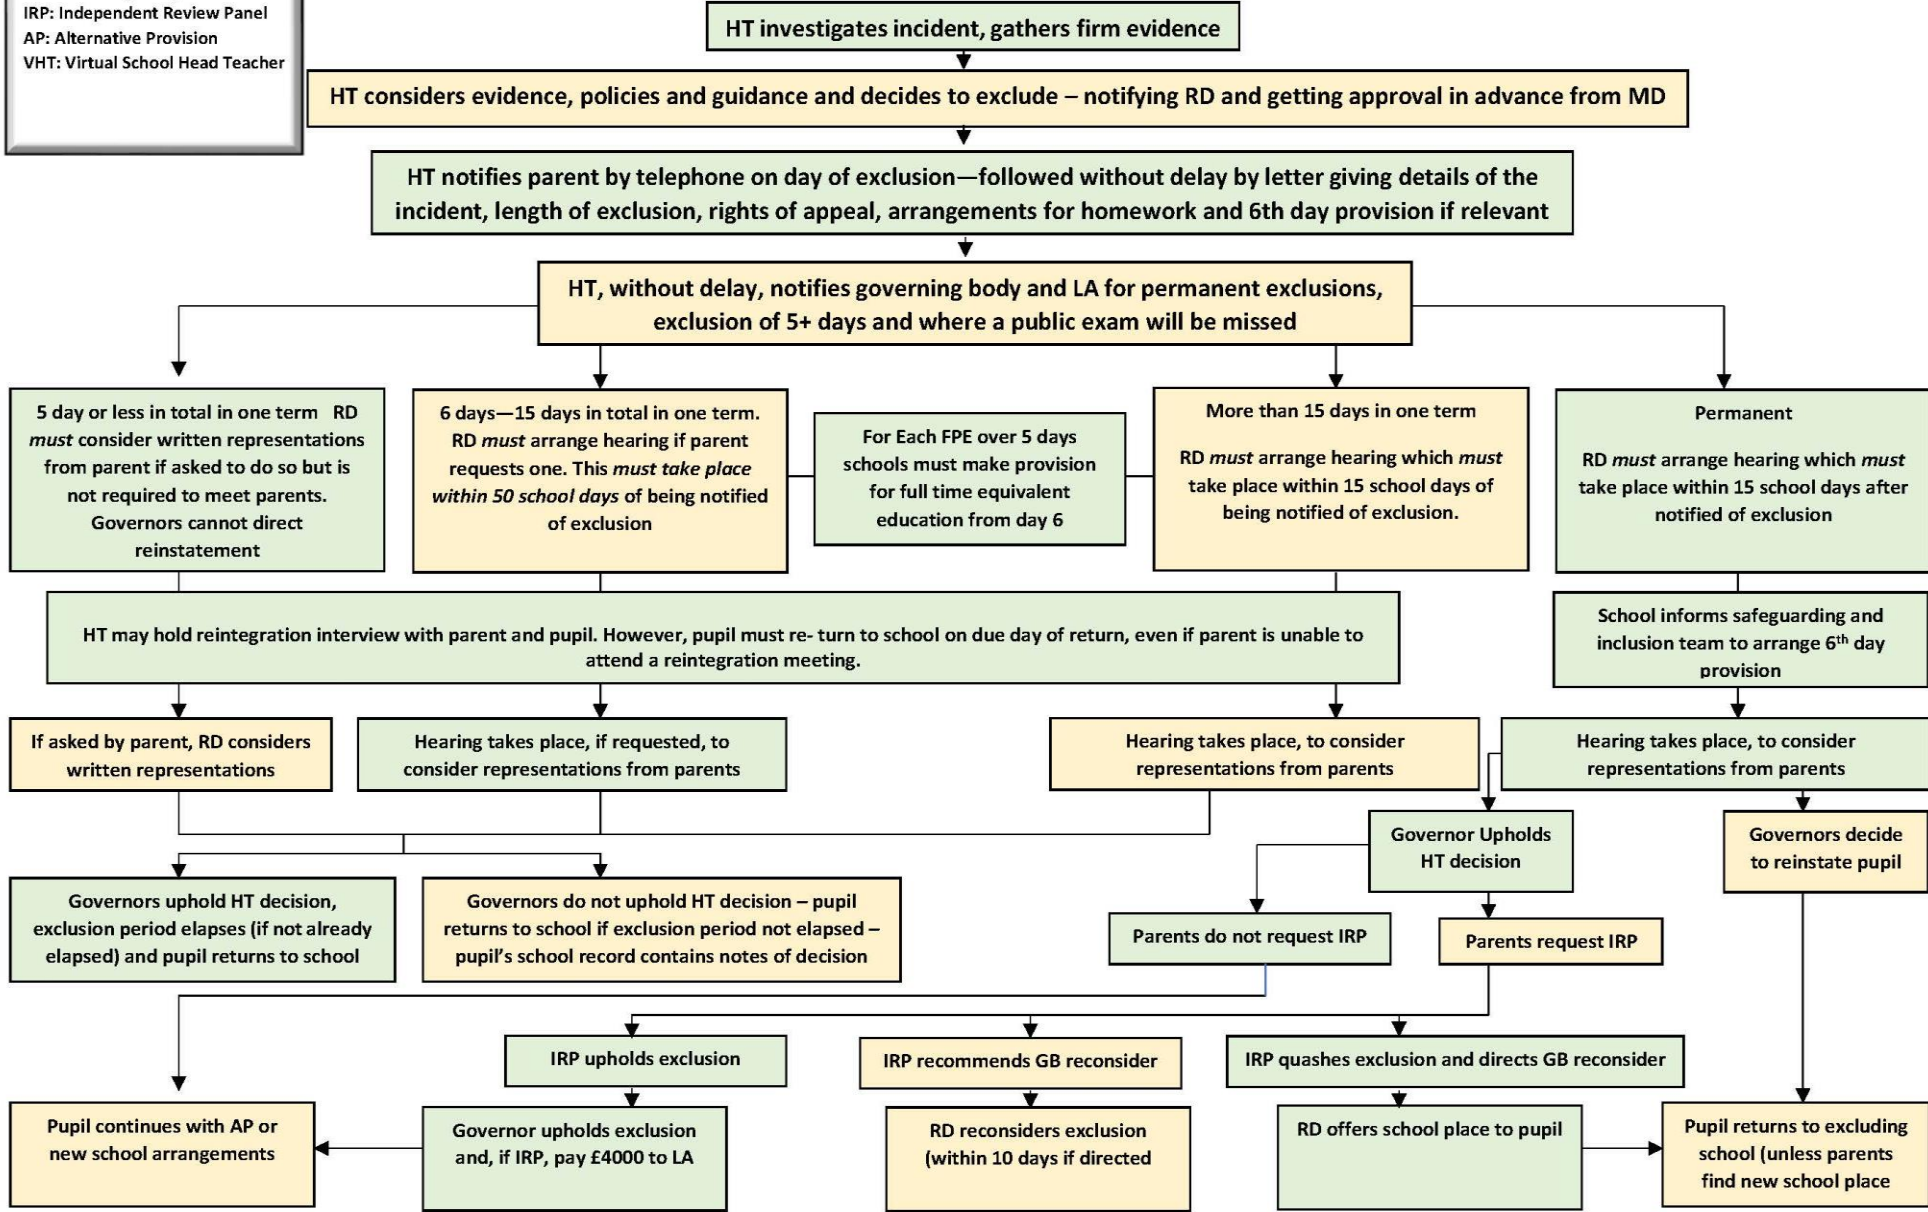 IRP: Independent Review Panel
AP: Alternative Provision
VHT: Virtual School Head Teacher
HT investigates incident, gathers firm evidence
HT considers evidence, policies and guidance and decides to exclude – notifying RD and getting approval in advance from MD
HT notifies parent by telephone on day of exclusion—followed without delay by letter giving details of the
incident, length of exclusion, rights of appeal, arrangements for homework and 6th day provision if relevant
HT, without delay, notifies governing body and LA for permanent exclusions,
exclusion of 5+ days and where a public exam will be missed
5 day or less in total in one term RD
must consider written representations
from parent if asked to do so but is
not required to meet parents.
Governors cannot direct
reinstatement
6 days—15 days in total in one term.
RD must arrange hearing if parent
requests one. This must take place
within 50 school days of being notified
of exclusion
For Each FPE over 5 days
schools must make provision
for full time equivalent
education from day 6
More than 15 days in one term
RD must arrange hearing which must
take place within 15 school days of
being notified of exclusion.
Permanent
RD must arrange hearing which must
take place within 15 school days after
notified of exclusion
HT may hold reintegration interview with parent and pupil. However, pupil must re- turn to school on due day of return, even if parent is unable to
attend a reintegration meeting.
School informs safeguarding and
inclusion team to arrange 6th day
provision
If asked by parent, RD considers
written representations
Hearing takes place, if requested, to
consider representations from parents
Hearing takes place, to consider
representations from parents
Hearing takes place, to consider
representations from parents
Governor Upholds
HT decision
Governors decide
to reinstate pupil
Governors uphold HT decision,
exclusion period elapses (if not already
elapsed) and pupil returns to school
Governors do not uphold HT decision – pupil
returns to school if exclusion period not elapsed –
pupil's school record contains notes of decision
Parents do not request IRP
Parents request IRP
IRP upholds exclusion
IRP recommends GB reconsider
IRP quashes exclusion and directs GB reconsider
Pupil continues with AP or
new school arrangements
Governor upholds exclusion
and, if IRP, pay £4000 to LA
RD reconsiders exclusion
(within 10 days if directed
RD offers school place to pupil
Pupil returns to excluding
school (unless parents
find new school place